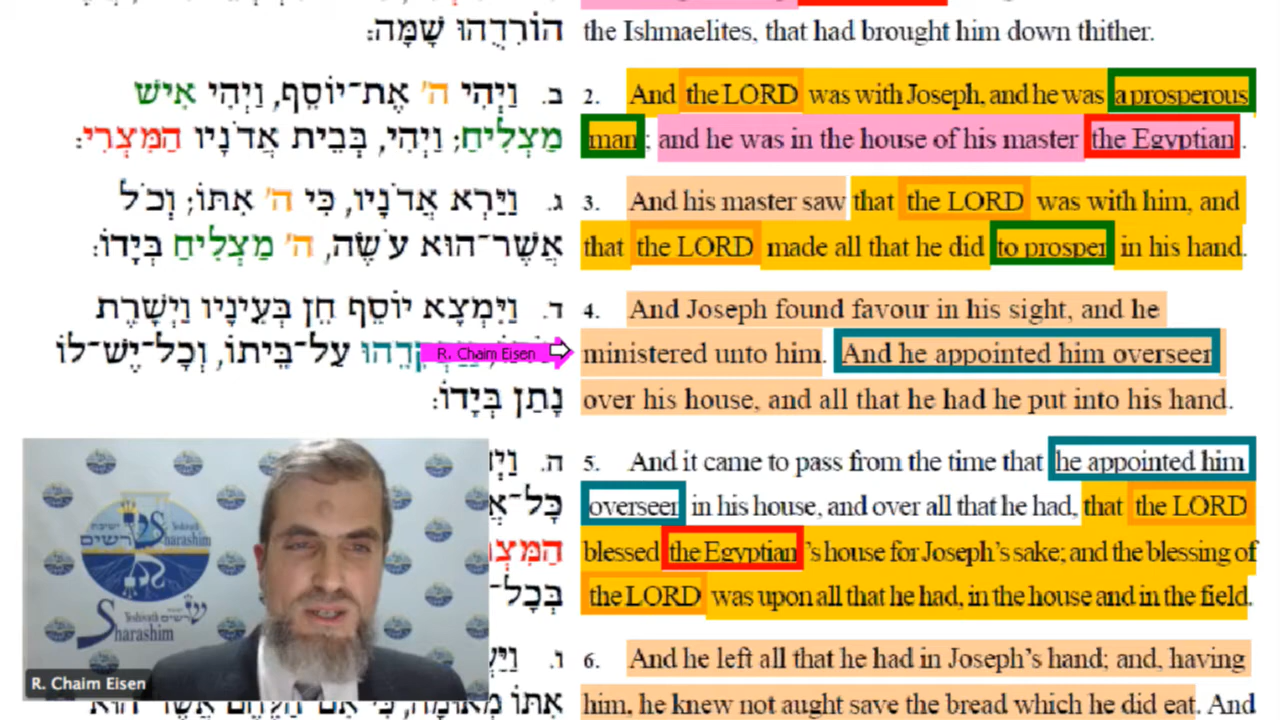 הוֹרִדֻהוּ שָׁמָּה:
the Ishmaelites, that had brought him down thither.
ב. וַיְהִי ה' אֶת־יוֹסֵף, וַיְהִי אִישׁ
מַצְלִיחַ; וַיְהִי, בְּבֵית אֲדֹנָיו הַמִּצְרִי:
2. And the LORD was with Joseph, and he was a prosperous
man; and he was in the house of his master the Egyptian.
ג. וַיַּרְא אֲדֹנָיו, כִּי ה' אִתּוֹ; וְכֹל
אֲשֶׁר־הוּא עֹשֶׂה, ה' מַצְלִיחַ בְּיָדוֹ:
3. And his master saw that the LORD was with him, and
that the LORD made all that he did to prosper in his hand.
ד. וַיִּמְצָא יוֹסֵף חֵן בְּעֵינָיו וַיְשָׁרֶת
עַל־בֵּיתוֹ, וְכָל־יֶשׁ־לוֹ
נָתַן בְּיָדוֹ:
R. Chaim Eisen
4. And Joseph found favour in his sight, and he
ministered unto him. And he appointed him overseer
over his house, and all that he had he put into his hand.
ה.
הַמִּצְ
בְּכָל־
5. And it came to pass from the time that he appointed him
overseer in his house, and over all that he had, that the LORD
blessed the Egyptian's house for Joseph's sake; and the blessing of
the LORD was upon all that he had, in the house and in the field.
ו.
אִתּוֹ מְאוּמָה, כִּי אִם הַלֶּחֶם אֲשֶׁר הוּא
6. And he left all that he had in Joseph's hand; and, having
him, he knew not aught save the bread which he did eat. And
ישיבת
שרשים
Yeshivath
Sharashim
Yeshivath
Sharashim
R. Chaim Eisen